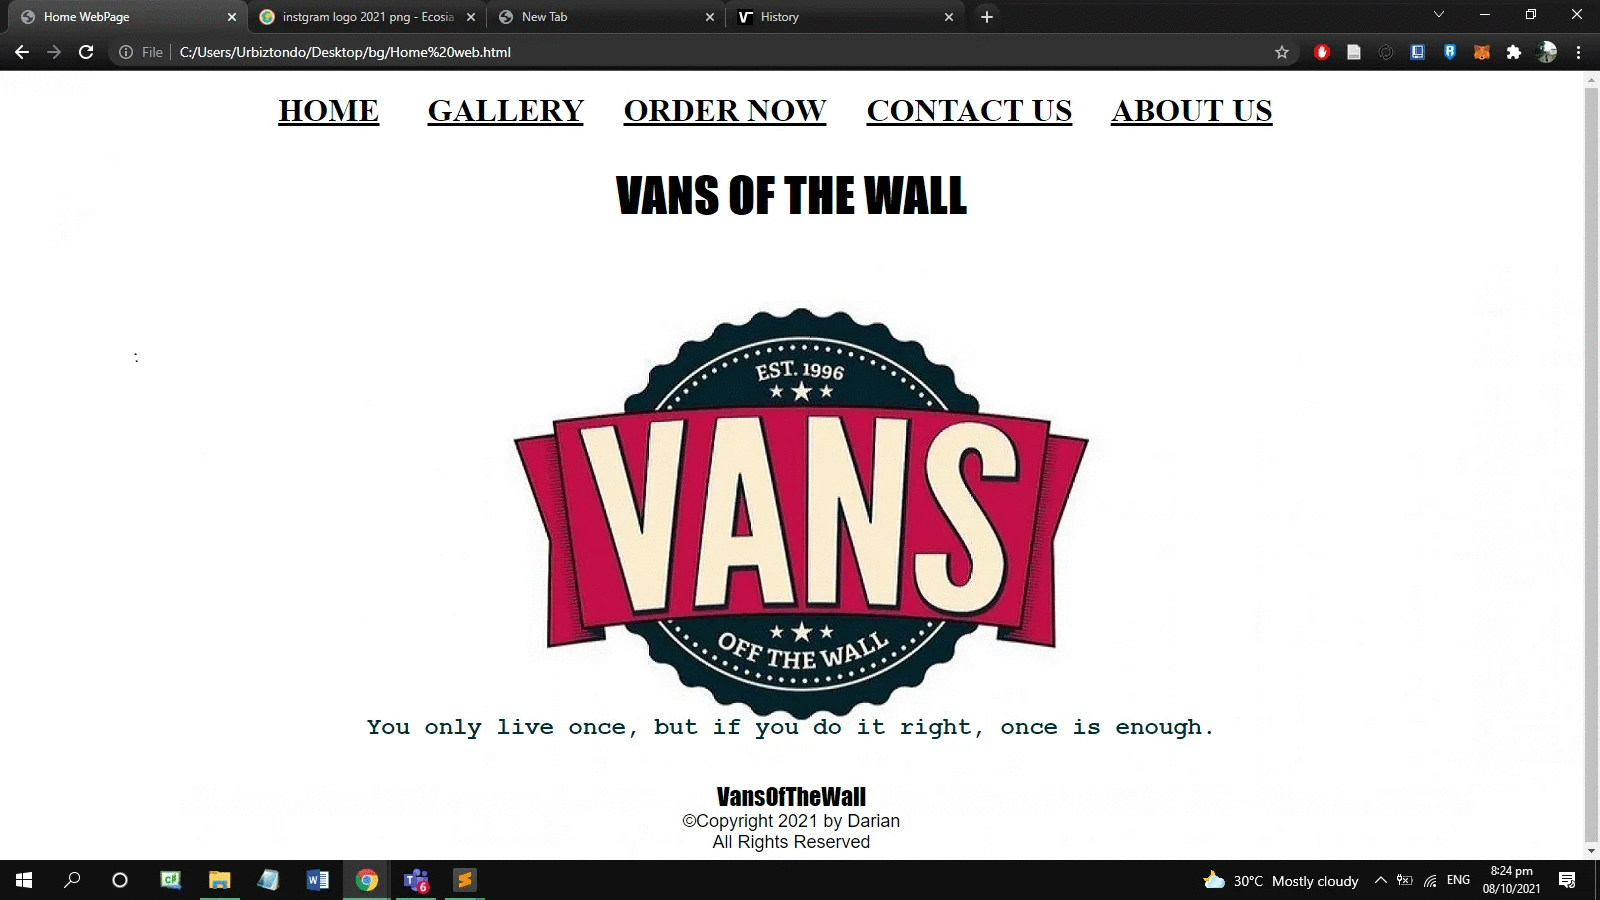 Home WebPage
instgram logo 2021 png - Ecosia
New Tab
History
File
C:/Users/Urbiztondo/Desktop/bg/Home%20web.html
HOME GALLERY ORDER NOW CONTACT US ABOUT US
VANS OF THE WALL
:
EST. 1996
VANS
OFF THE WALL
You only live once, but if you do it right, once is enough.
VansOfTheWall
©Copyright 2021 by Darian
All Rights Reserved
30°C Mostly cloudy
ENG
8:24 pm
08/10/2021
6